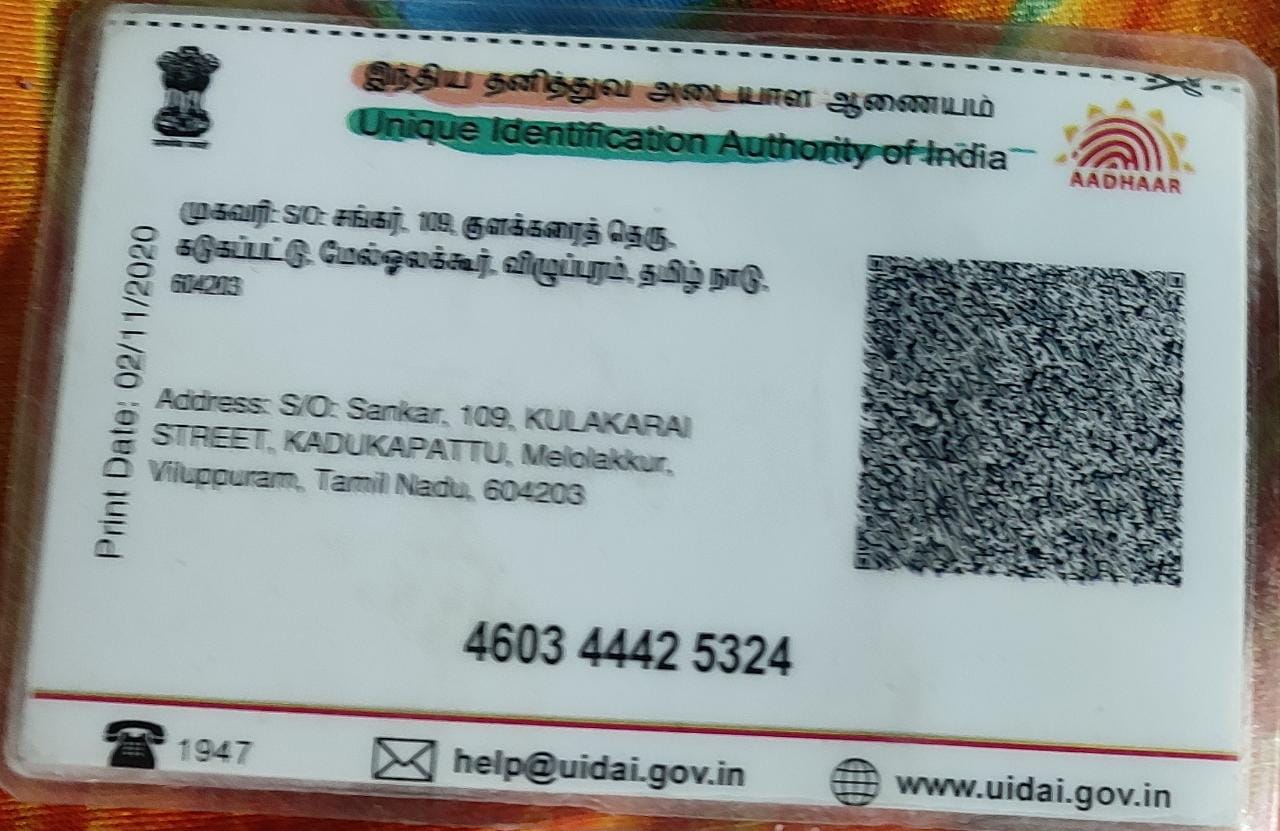 இந்திய தனித்துவ அடையாள ஆணையம்
Unique Identification Authority of India
AADHAAR
முகவரி: S/O: சங்கர், 109, குளக்கரைத் தெரு,
கடுகப்பட்டு, மேல்ஒலக்கூர், விழுப்புரம், தமிழ் நாடு,
604203
Print Date: 02/11/2020
Address: S/O: Sankar, 109, KULAKARAI
STREET, KADUKAPATTU, Melolakkur,
Viluppuram, Tamil Nadu, 604203
4603 4442 5324
1947
help@uidai.gov.in
www.uidai.gov.in